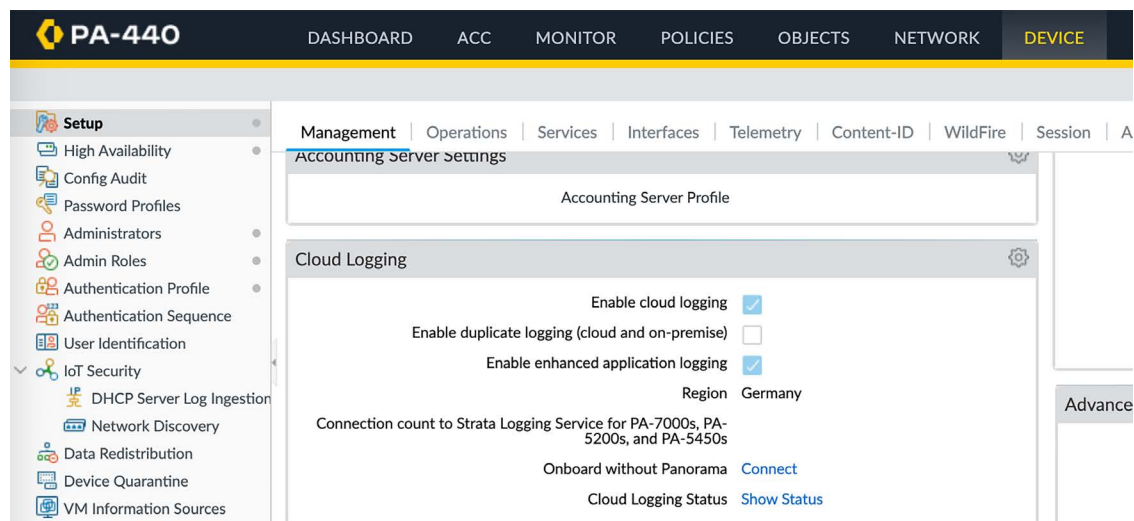 PA-440
DASHBOARD ACC MONITOR POLICIES OBJECTS NETWORK DEVICE
Setup
High Availability
Config Audit
Password Profiles
Administrators
Admin Roles
Authentication Profile
Authentication Sequence
User Identification
IoT Security
DHCP Server Log Ingestion
Network Discovery
Data Redistribution
Device Quarantine
VM Information Sources
Management Operations Services Interfaces Telemetry Content-ID WildFire Session A
Accounting Server Settings
Accounting Server Profile
Cloud Logging
Enable cloud logging
Enable duplicate logging (cloud and on-premise)
Enable enhanced application logging
Region Germany
Connection count to Strata Logging Service for PA-7000s, PA-
5200s, and PA-5450s
Onboard without Panorama Connect
Cloud Logging Status Show Status
Advance